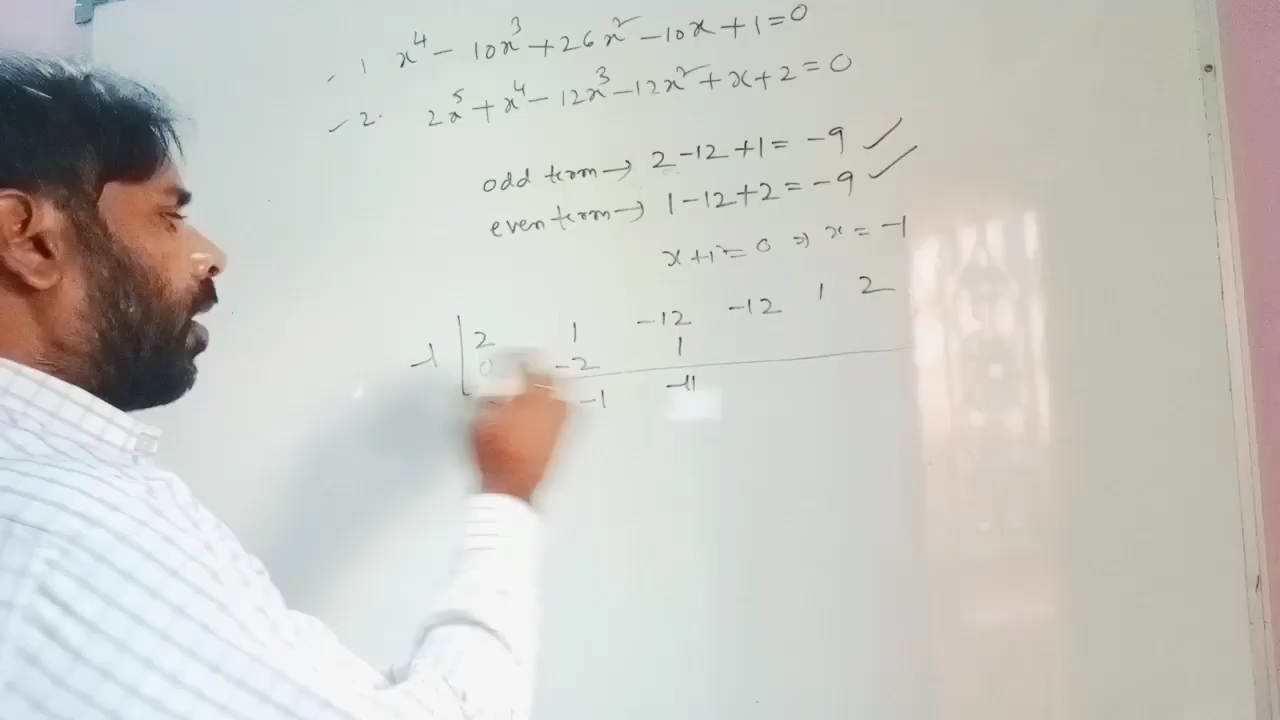 1 x⁴ - 10x³ + 26x² - 10x + 1 = 0
2. 2x⁵ + x⁴ - 12x³ - 12x² + x + 2 = 0
odd term → 2 - 12 + 1 = -9 ✓
even term → 1 - 12 + 2 = -9 ✓
x + 1 = 0 ⇒ x = -1
-1 | 2 1 -12 -12 1 2
0 -2 1
-1 -11